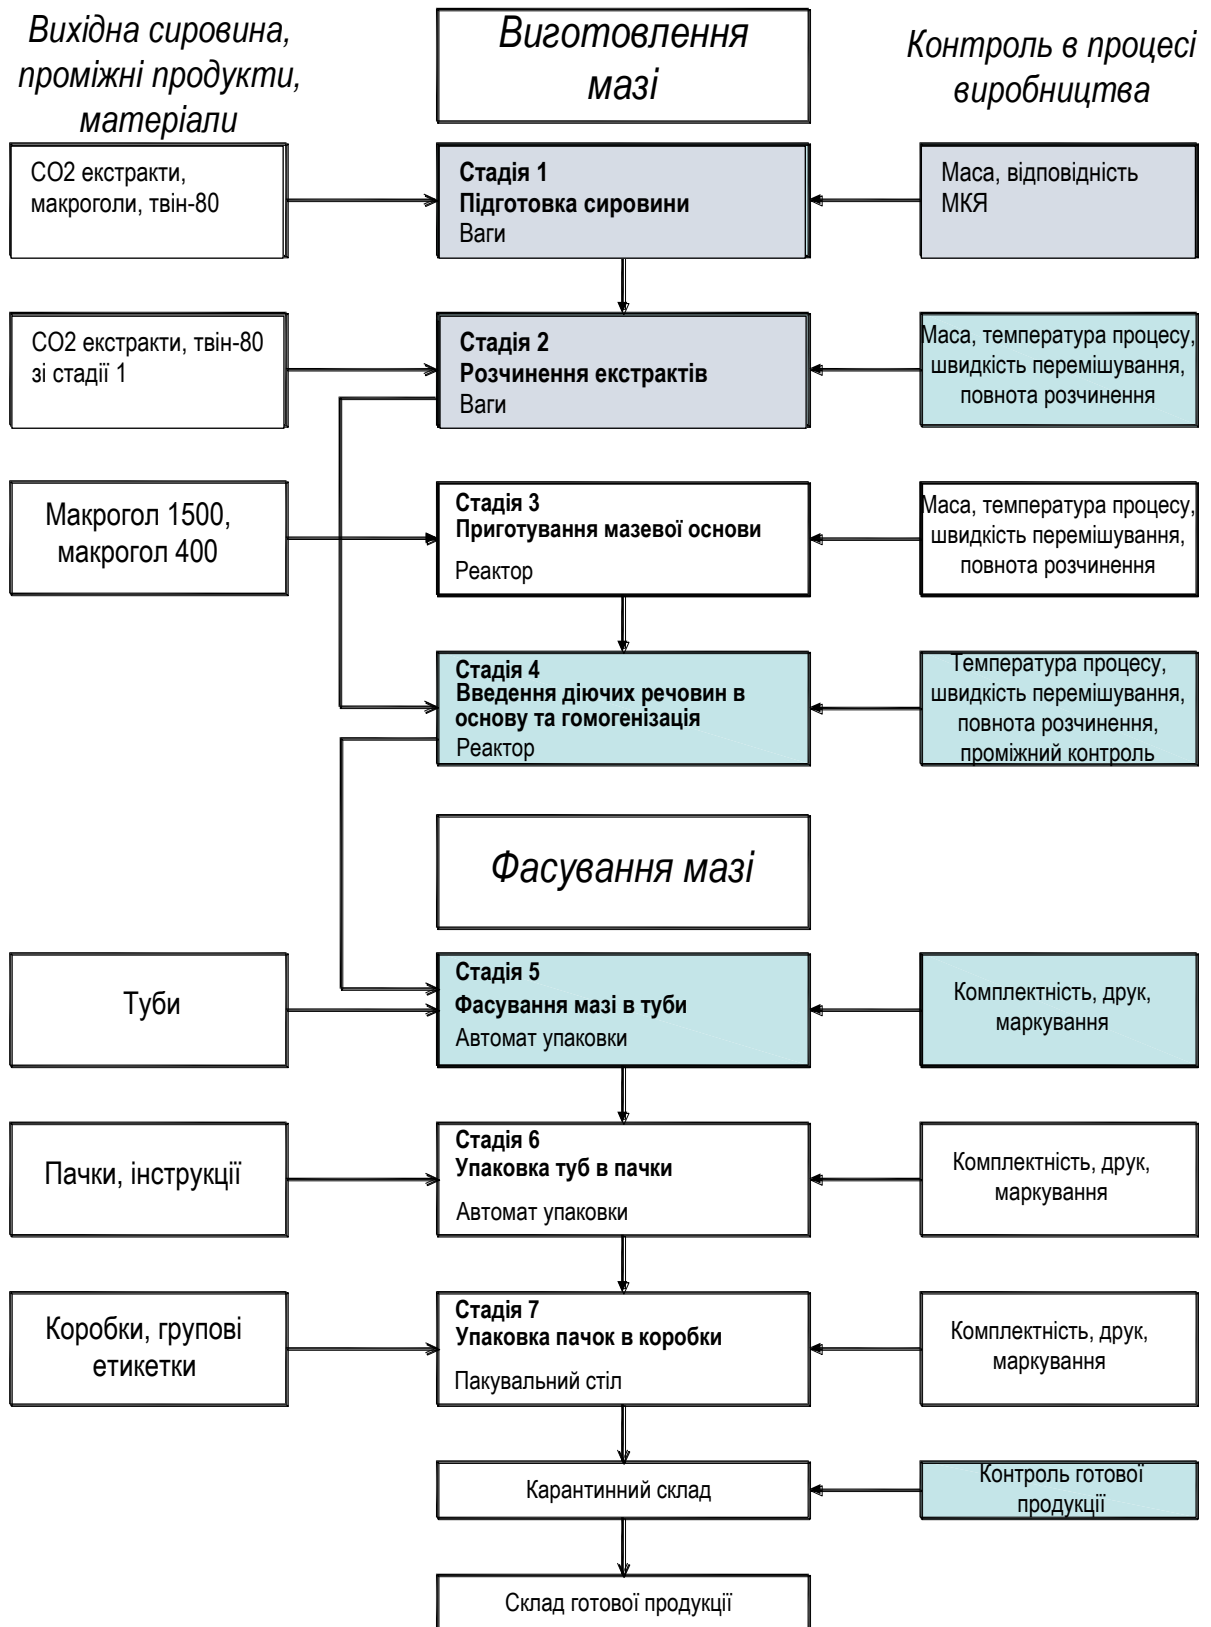 Вихідна сировина,
проміжні продукти,
матеріали
Виготовлення
мазі
Контроль в процесі
виробництва
СО2 екстракти,
макроголи, твін-80
Стадія 1
Підготовка сировини
Ваги
Маса, відповідність
МКЯ
СО2 екстракти, твін-80
зі стадії 1
Стадія 2
Розчинення екстрактів
Ваги
Маса, температура процесу,
швидкість перемішування,
повнота розчинення
Макрогол 1500,
макрогол 400
Стадія 3
Приготування мазевої основи
Реактор
Маса, температура процесу,
швидкість перемішування,
повнота розчинення
Стадія 4
Введення діючих речовин в
основу та гомогенізація
Реактор
Температура процесу,
швидкість перемішування,
повнота розчинення,
проміжний контроль
Фасування мазі
Туби
Стадія 5
Фасування мазі в туби
Автомат упаковки
Комплектність, друк,
маркування
Пачки, інструкції
Стадія 6
Упаковка туб в пачки
Автомат упаковки
Комплектність, друк,
маркування
Коробки, групові
етикетки
Стадія 7
Упаковка пачок в коробки
Пакувальний стіл
Комплектність, друк,
маркування
Карантинний склад
Контроль готової
продукції
Склад готової продукції